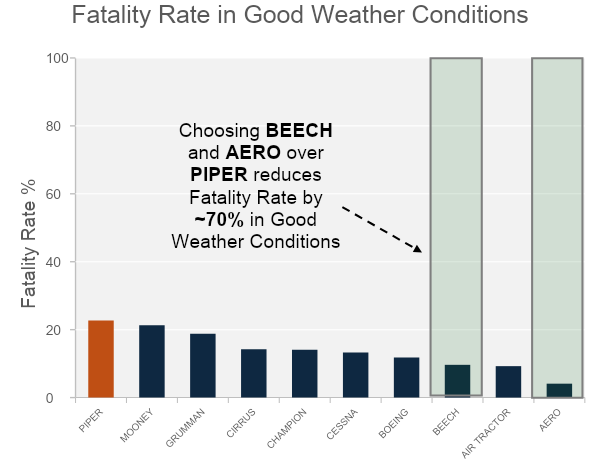 Fatality Rate in Good Weather Conditions
Fatality Rate %
100
80
60
40
20
0
Choosing BEECH
and AERO over
PIPER reduces
Fatality Rate by
~70% in Good
Weather Conditions
PIPER
MOONEY
GRUMMAN
CIRRUS
CHAMPION
CESSNA
BOEING
BEECH
AIR TRACTOR
AERO